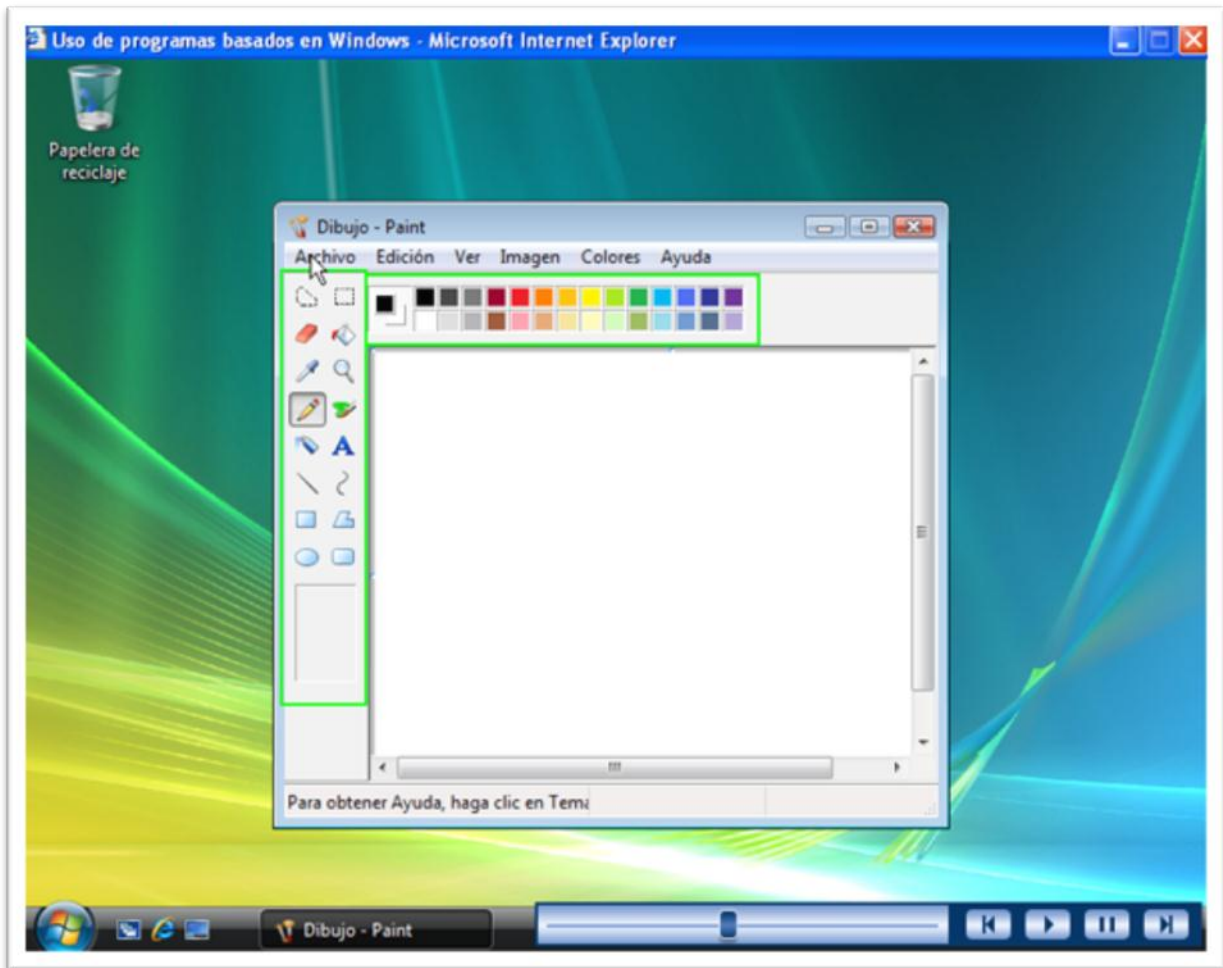 Uso de programas basados en Windows - Microsoft Internet Explorer
Papelera de
reciclaje
Dibujo - Paint
Archivo Edición Ver Imagen Colores Ayuda
A
Para obtener Ayuda, haga clic en Tema
Dibujo - Paint